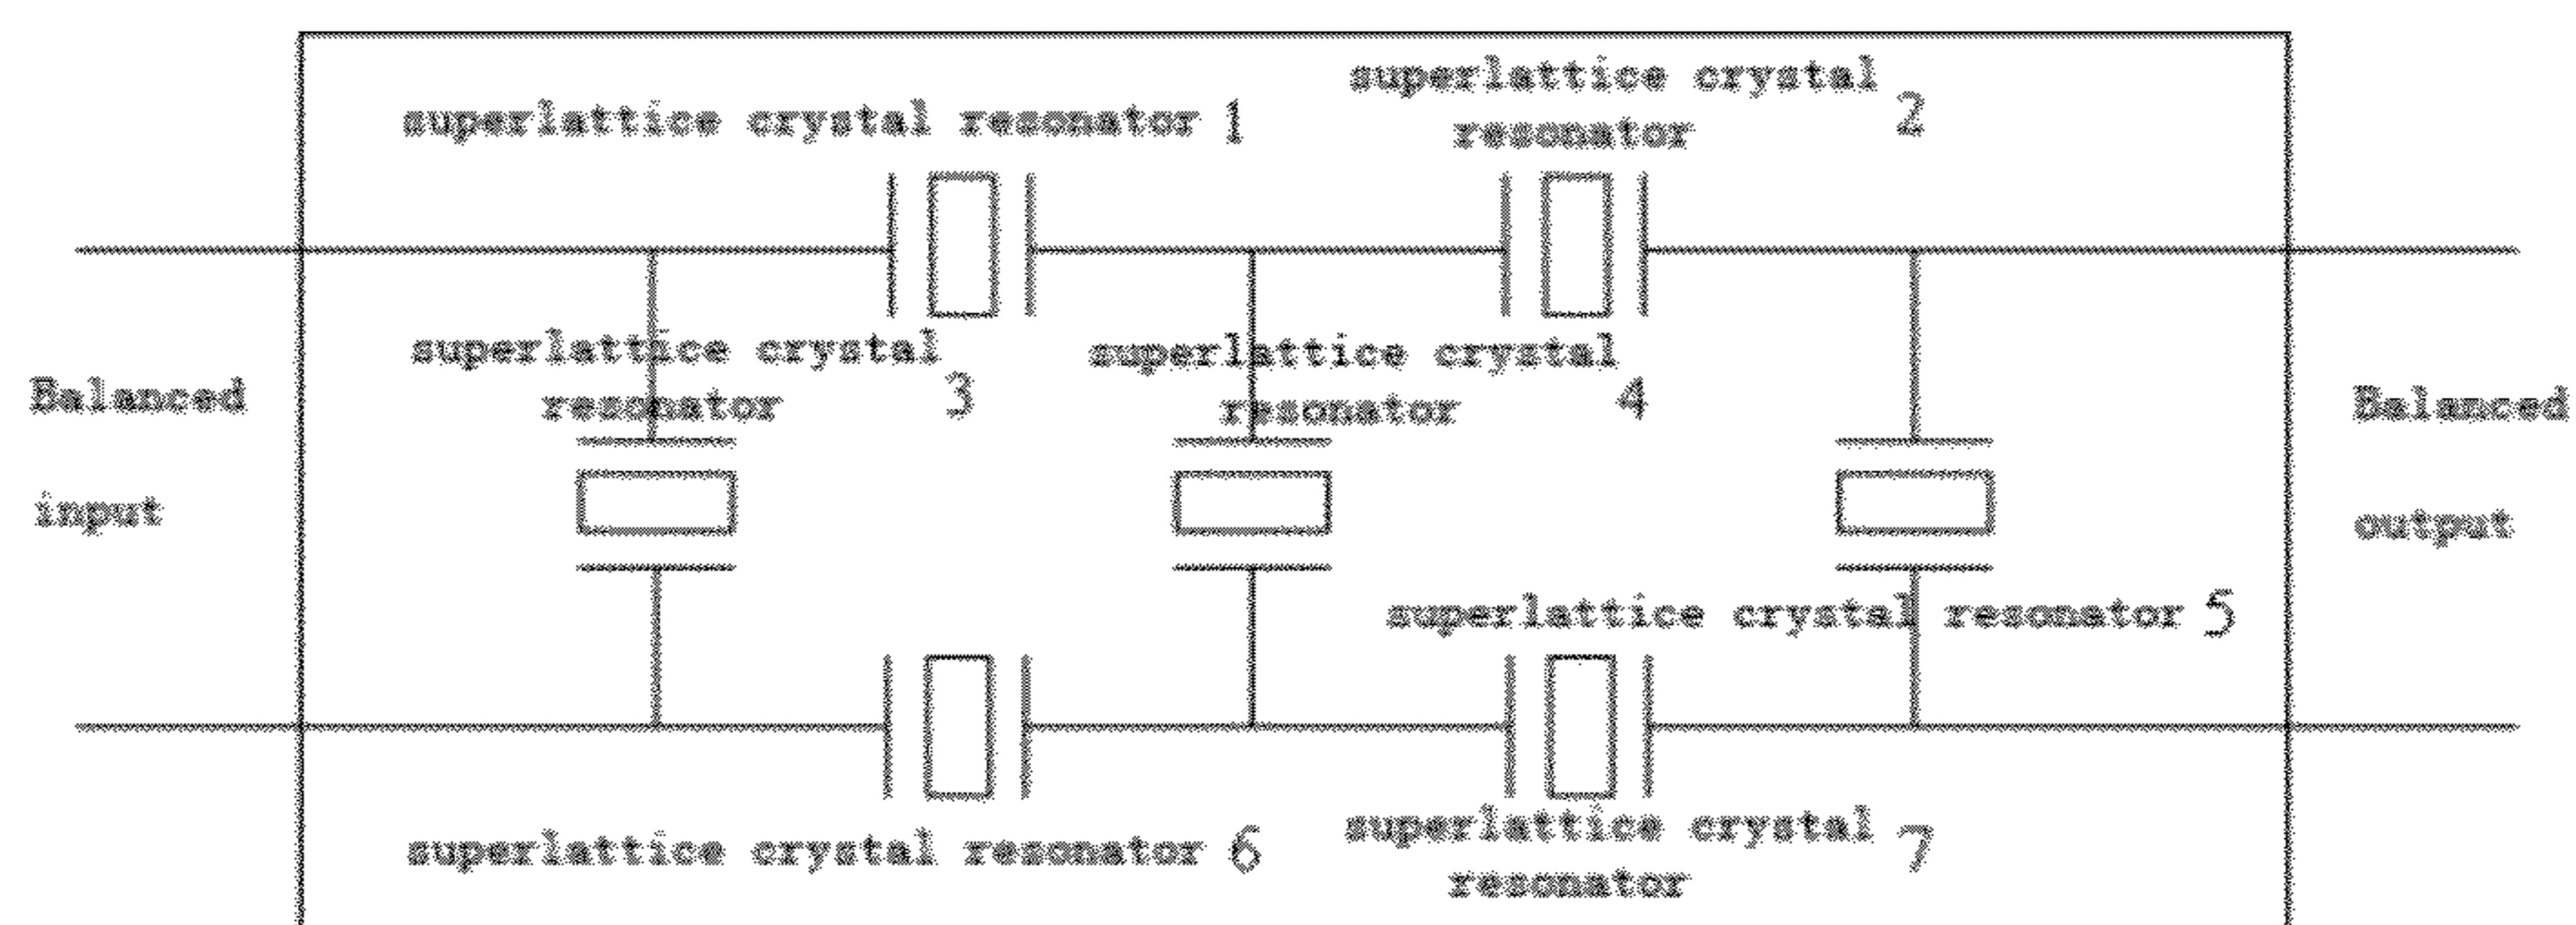 superlattice crystal resonator 1
superlattice crystal
resonator 2
superlattice crystal
resonator 3
superlattice crystal
resonator 4
Balanced
input
Balanced
output
superlattice crystal resonator 5
superlattice crystal resonator 6
superlattice crystal
resonator 7